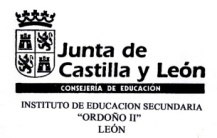 Junta de
Castilla y León
CONSEJERÍA DE EDUCACIÓN
INSTITUTO DE EDUCACION SECUNDARIA
"ORDOÑO II"
LEÓN